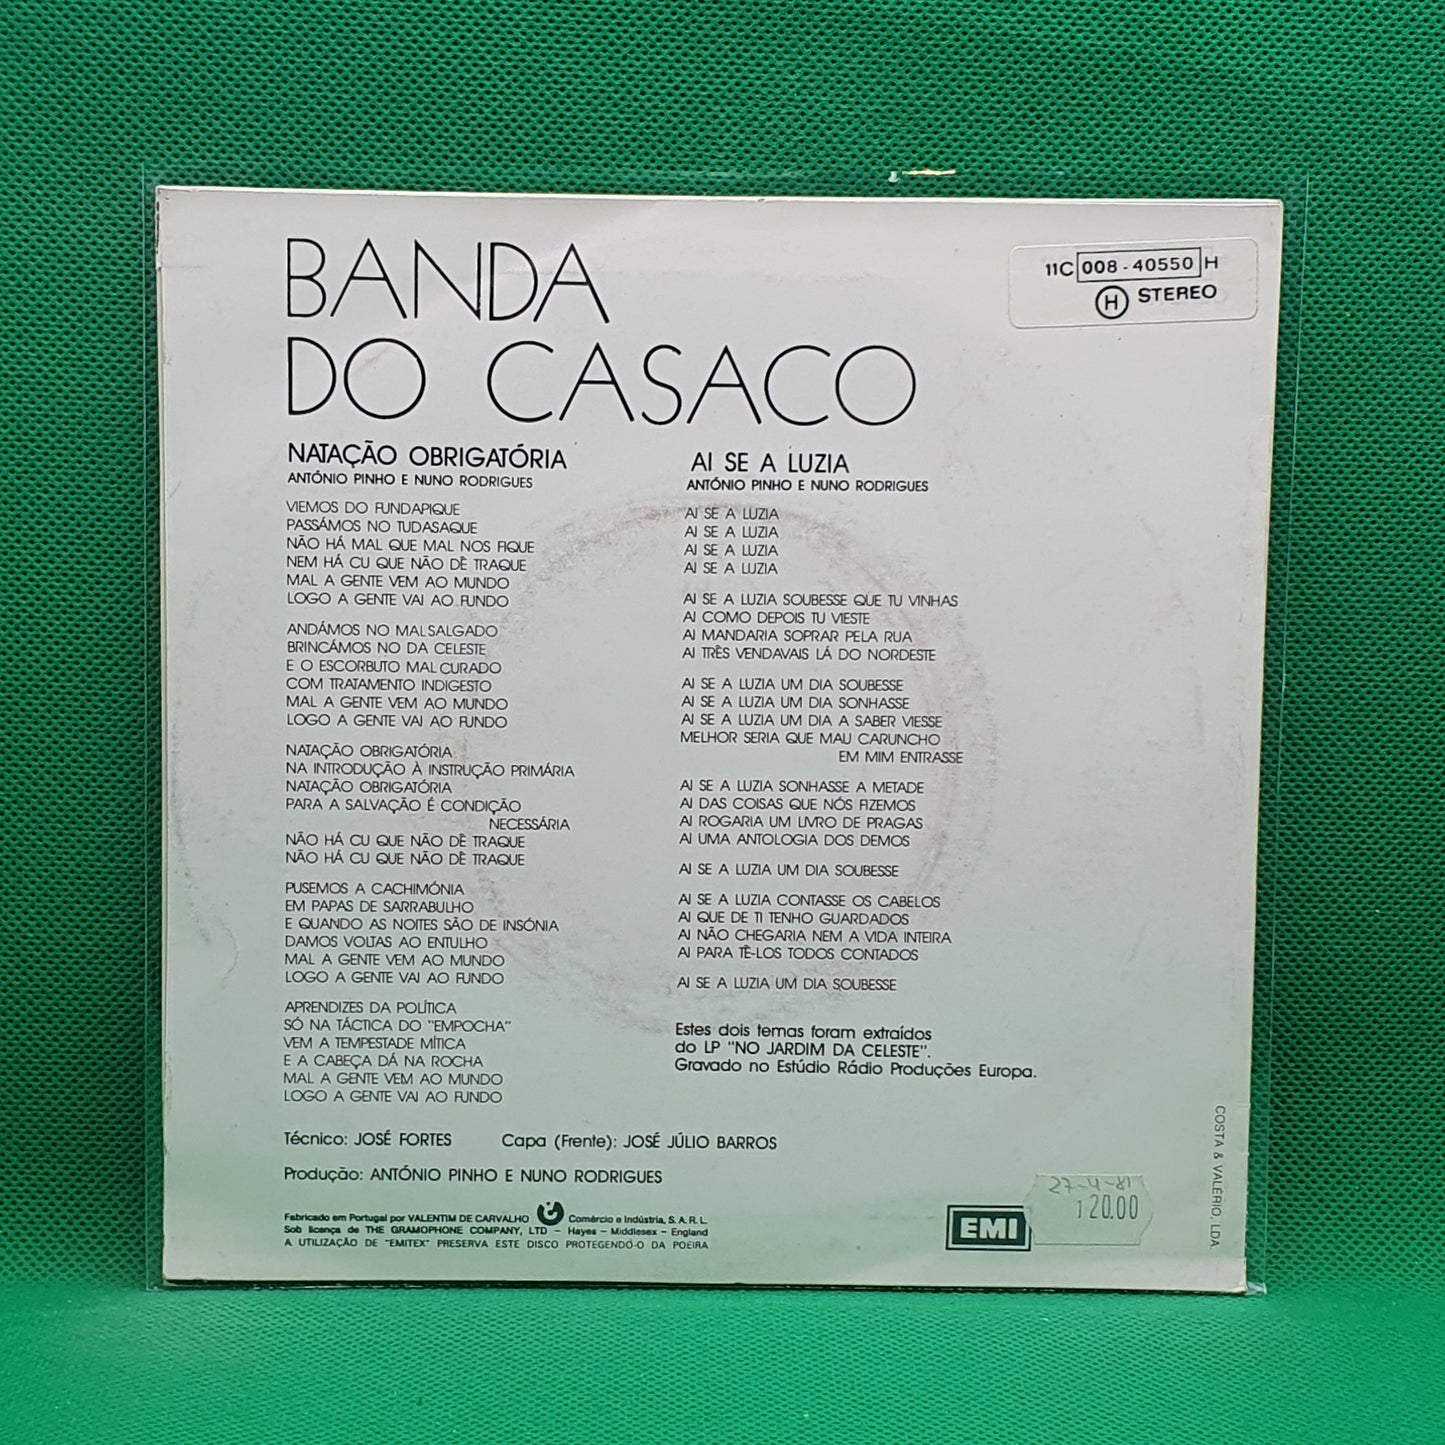 BANDA
DO CASACO
11C 008 - 40550 H
H STEREO
NATAÇÃO OBRIGATÓRIA
ANTÓNIO PINHO E NUNO RODRIGUES
VIEMOS DO FUNDAPIQUE
PASSÁMOS NO TUDASAQUE
NÃO HÁ MAL QUE MAL NOS FIQUE
NEM HÁ CU QUE NÃO DÊ TRAQUE
MAL A GENTE VEM AO MUNDO
LOGO A GENTE VAI AO FUNDO
ANDÁMOS NO MALSALGADO
BRINCÁMOS NO DA CELESTE
E O ESCORBUTO MAL CURADO
COM TRATAMENTO INDIGESTO
MAL A GENTE VEM AO MUNDO
LOGO A GENTE VAI AO FUNDO
NATAÇÃO OBRIGATÓRIA
NA INTRODUÇÃO À INSTRUÇÃO PRIMÁRIA
NATAÇÃO OBRIGATÓRIA
PARA A SALVAÇÃO É CONDIÇÃO
NECESSÁRIA
NÃO HÁ CU QUE NÃO DÊ TRAQUE
NÃO HÁ CU QUE NÃO DÊ TRAQUE
PUSEMOS A CACHIMÓNIA
EM PAPAS DE SARRABULHO
E QUANDO AS NOITES SÃO DE INSÓNIA
DAMOS VOLTAS AO ENTULHO
MAL A GENTE VEM AO MUNDO
LOGO A GENTE VAI AO FUNDO
APRENDIZES DA POLÍTICA
SÓ NA TÁCTICA DO "EMPOCHA"
VEM A TEMPESTADE MÍTICA
E A CABEÇA DÁ NA ROCHA
MAL A GENTE VEM AO MUNDO
LOGO A GENTE VAI AO FUNDO
AI SE A LUZIA
ANTÓNIO PINHO E NUNO RODRIGUES
AI SE A LUZIA
AI SE A LUZIA
AI SE A LUZIA
AI SE A LUZIA
AI SE A LUZIA SOUBESSE QUE TU VINHAS
AI COMO DEPOIS TU VIESTE
AI MANDARIA SOPRAR PELA RUA
AI TRÊS VENDAVAIS LÁ DO NORDESTE
AI SE A LUZIA UM DIA SOUBESSE
AI SE A LUZIA UM DIA SONHASSE
AI SE A LUZIA UM DIA A SABER VIESSE
MELHOR SERIA QUE MAU CARUNCHO
EM MIM ENTRASSE
AI SE A LUZIA SONHASSE A METADE
AI DAS COISAS QUE NÓS FIZEMOS
AI ROGARIA UM LIVRO DE PRAGAS
AI UMA ANTOLOGIA DOS DEMOS
AI SE A LUZIA UM DIA SOUBESSE
AI SE A LUZIA CONTASSE OS CABELOS
AI QUE DE TI TENHO GUARDADOS
AI NÃO CHEGARIA NEM A VIDA INTEIRA
AI PARA TÊ-LOS TODOS CONTADOS
AI SE A LUZIA UM DIA SOUBESSE
Estes dois temas foram extraídos
do LP "NO JARDIM DA CELESTE".
Gravado no Estúdio Rádio Produções Europa.
Técnico: JOSÉ FORTES Capa (Frente): JOSÉ JÚLIO BARROS
Produção: ANTÓNIO PINHO E NUNO RODRIGUES
Fabricado em Portugal por VALENTIM DE CARVALHO Comércio e Indústria, S. A. R. L.
Sob licença de THE GRAMOPHONE COMPANY, LTD - Hayes - Middlesex - England
A UTILIZAÇÃO DE "EMITEX" PRESERVA ESTE DISCO PROTEGENDO-O DA POEIRA
EMI
27-4-81
120.00
COSTA & VALÉRIO, LDA